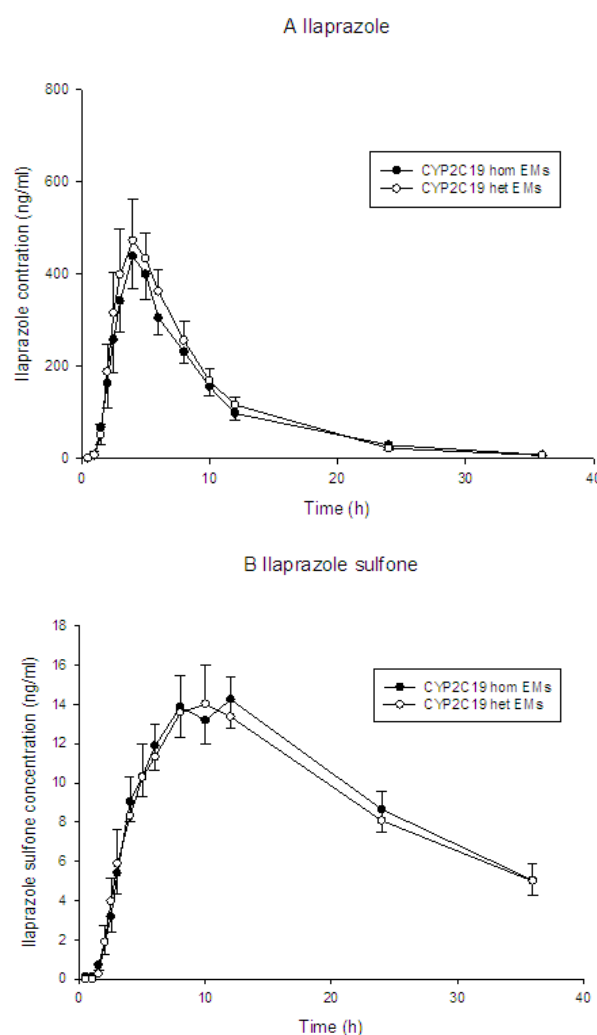 A Ilaprazole
800
600
400
200
0
Ilaprazole contration (ng/ml)
CYP2C19 hom EMs
CYP2C19 het EMs
0 10 20 30 40
Time (h)
B Ilaprazole sulfone
18
16
14
12
10
8
6
4
2
0
Ilaprazole sulfone concentration (ng/ml)
CYP2C19 hom EMs
CYP2C19 het EMs
0 10 20 30 40
Time (h)